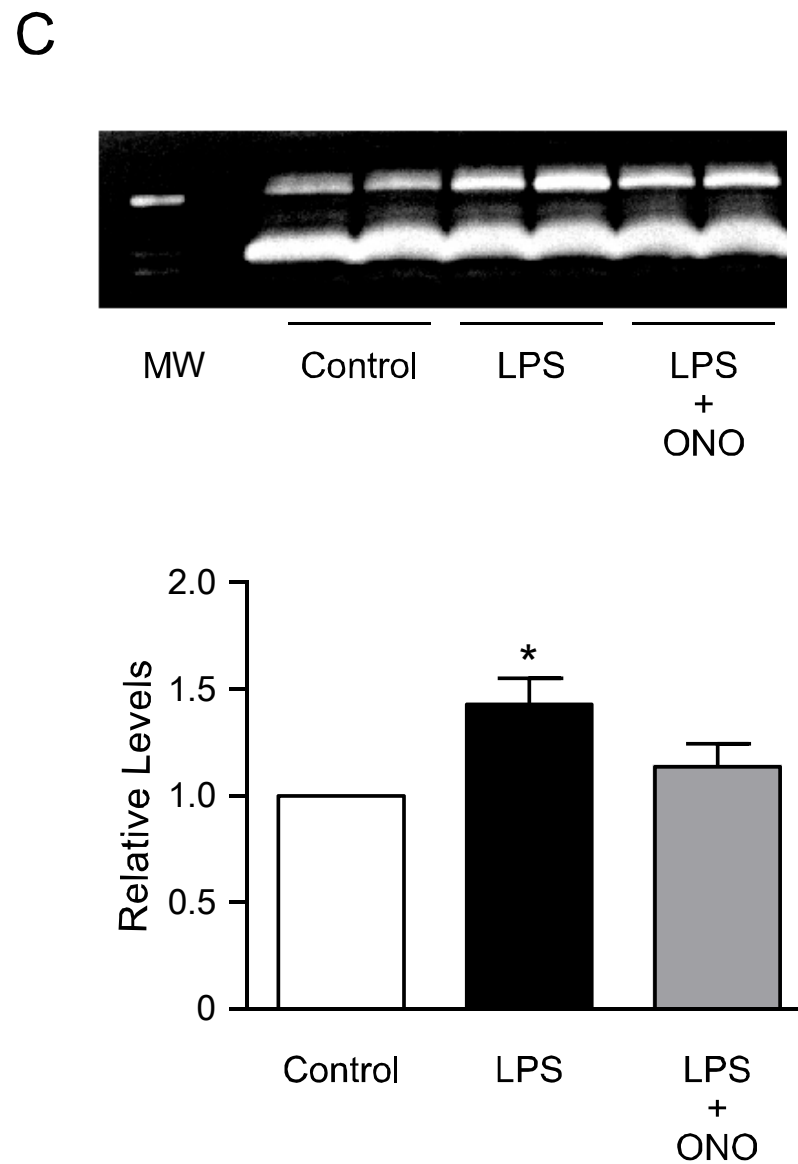 C
MW Control LPS LPS
+
ONO
2.0
*
1.5
1.0
0.5
0
Relative Levels
Control LPS LPS
+
ONO